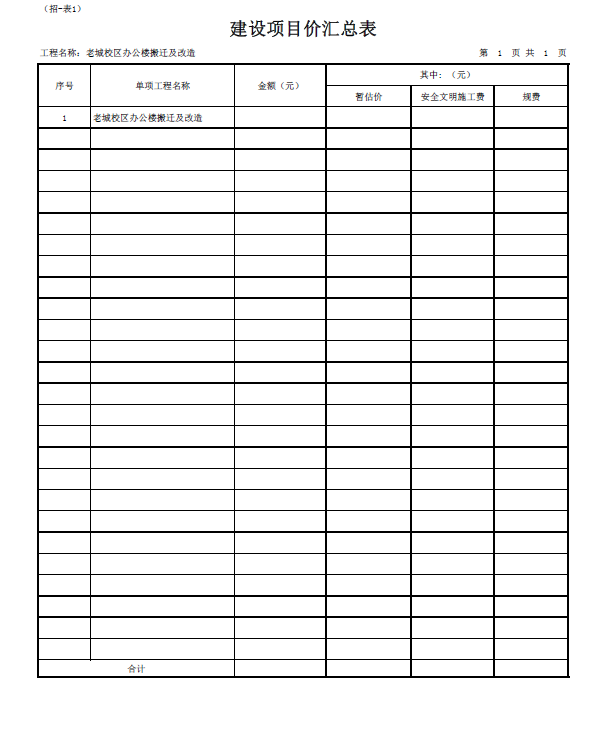 （招-表1）
建设项目价汇总表
工程名称：老城校区办公楼搬迁及改造 第 1 页 共 1 页
序号 单项工程名称 金额（元） 其中：（元）
暂估价 安全文明施工费 规费
1 老城校区办公楼搬迁及改造
合计